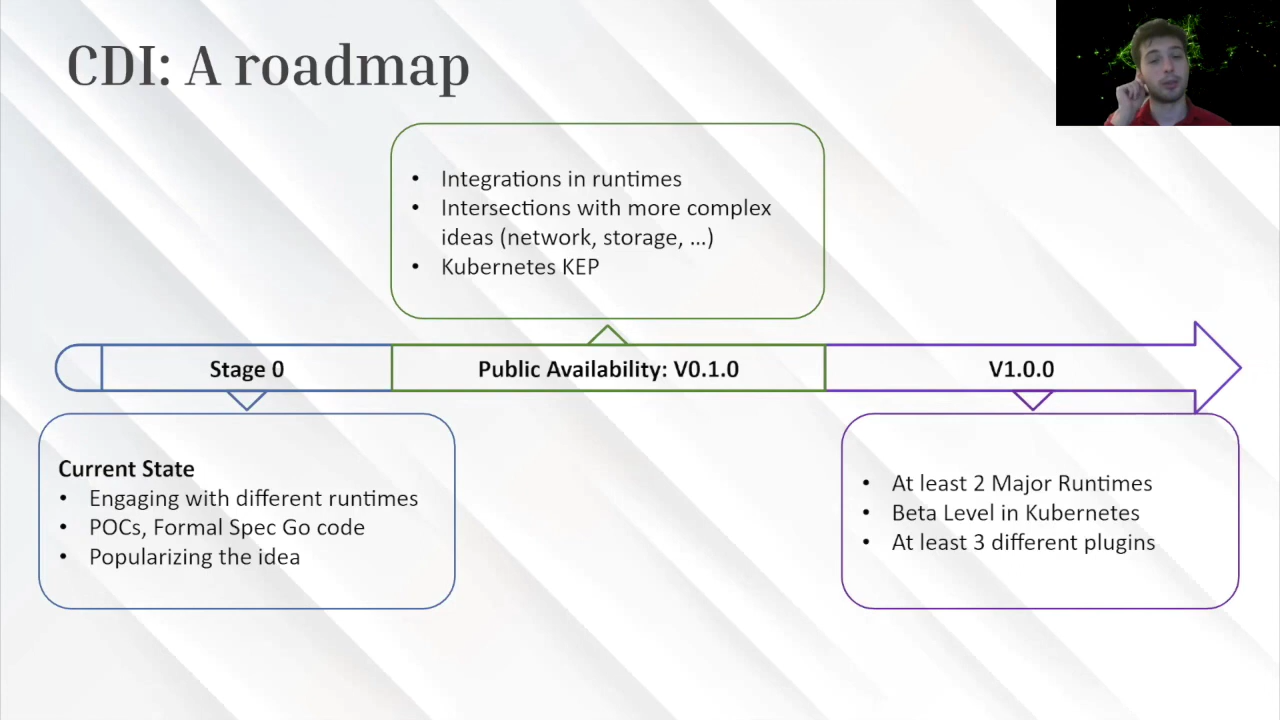 CDI: A roadmap
• Integrations in runtimes
• Intersections with more complex
ideas (network, storage, ...)
• Kubernetes KEP
Stage 0
Public Availability: V0.1.0
V1.0.0
Current State
• Engaging with different runtimes
• POCs, Formal Spec Go code
• Popularizing the idea
• At least 2 Major Runtimes
• Beta Level in Kubernetes
• At least 3 different plugins